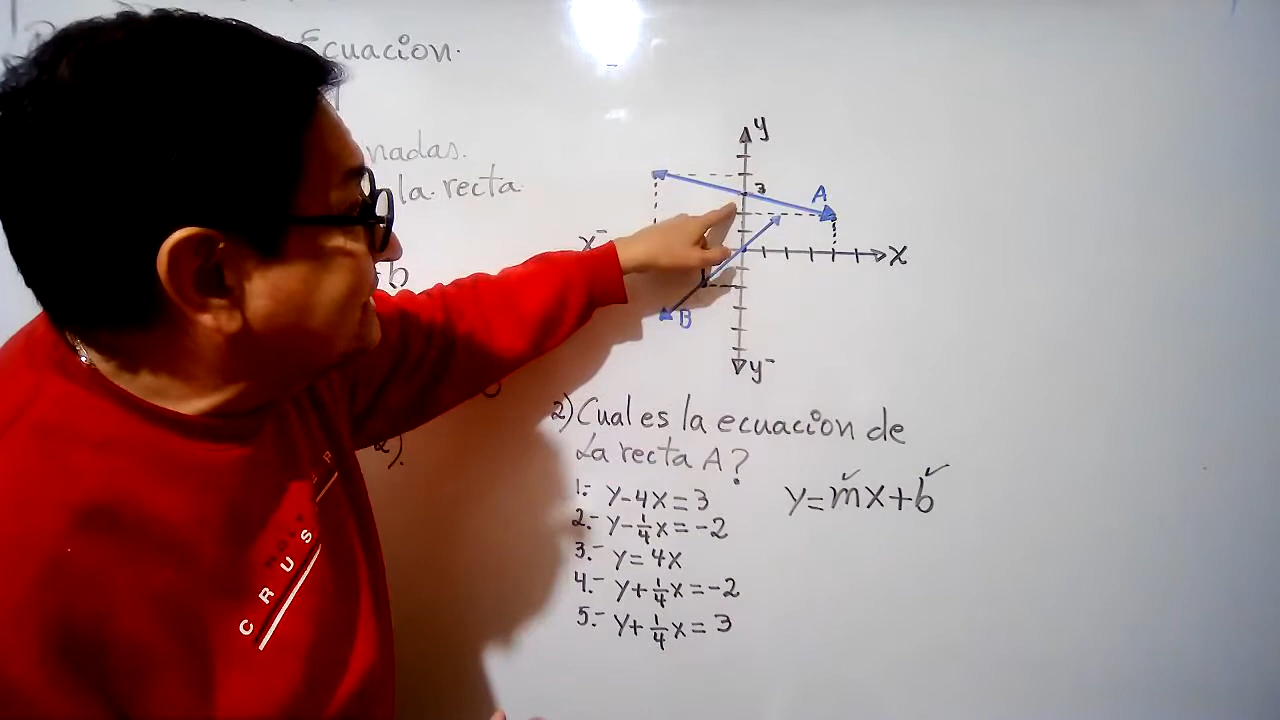 Ecuacion.
la recta
y
3
A
x
B
y⁻
2) Cual es la ecuacion de
La recta A?
1.- y-4x=3
2.- y-1/4x=-2
3.- y=4x
4.- y+1/4x=-2
5.- y+1/4x=3
y=mx+b
CRUS